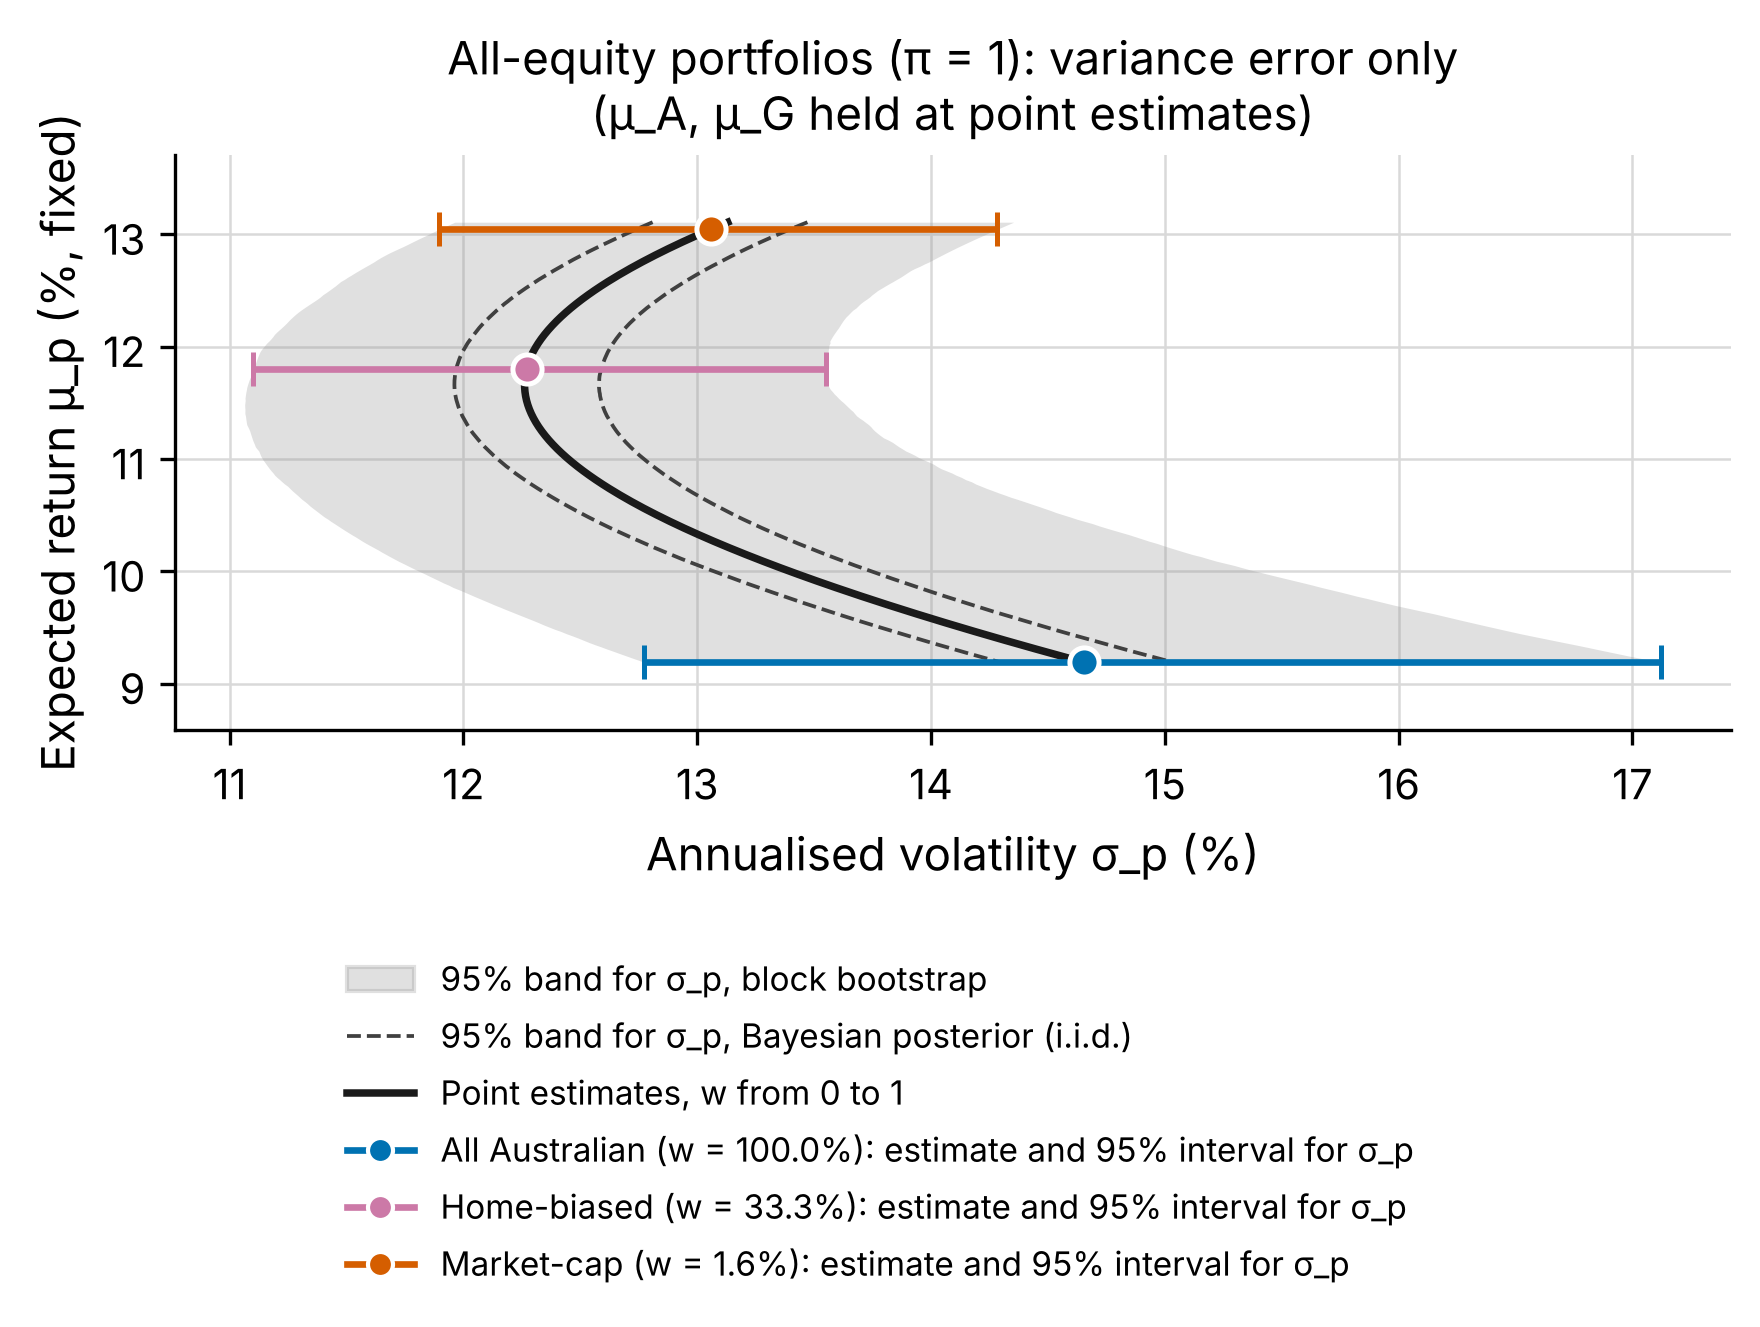 All-equity portfolios (π = 1): variance error only
(μ_A, μ_G held at point estimates)
Expected return μ_p (%, fixed)
13
12
11
10
9
11 12 13 14 15 16 17
Annualised volatility σ_p (%)
95% band for σ_p, block bootstrap
95% band for σ_p, Bayesian posterior (i.i.d.)
Point estimates, w from 0 to 1
All Australian (w = 100.0%): estimate and 95% interval for σ_p
Home-biased (w = 33.3%): estimate and 95% interval for σ_p
Market-cap (w = 1.6%): estimate and 95% interval for σ_p